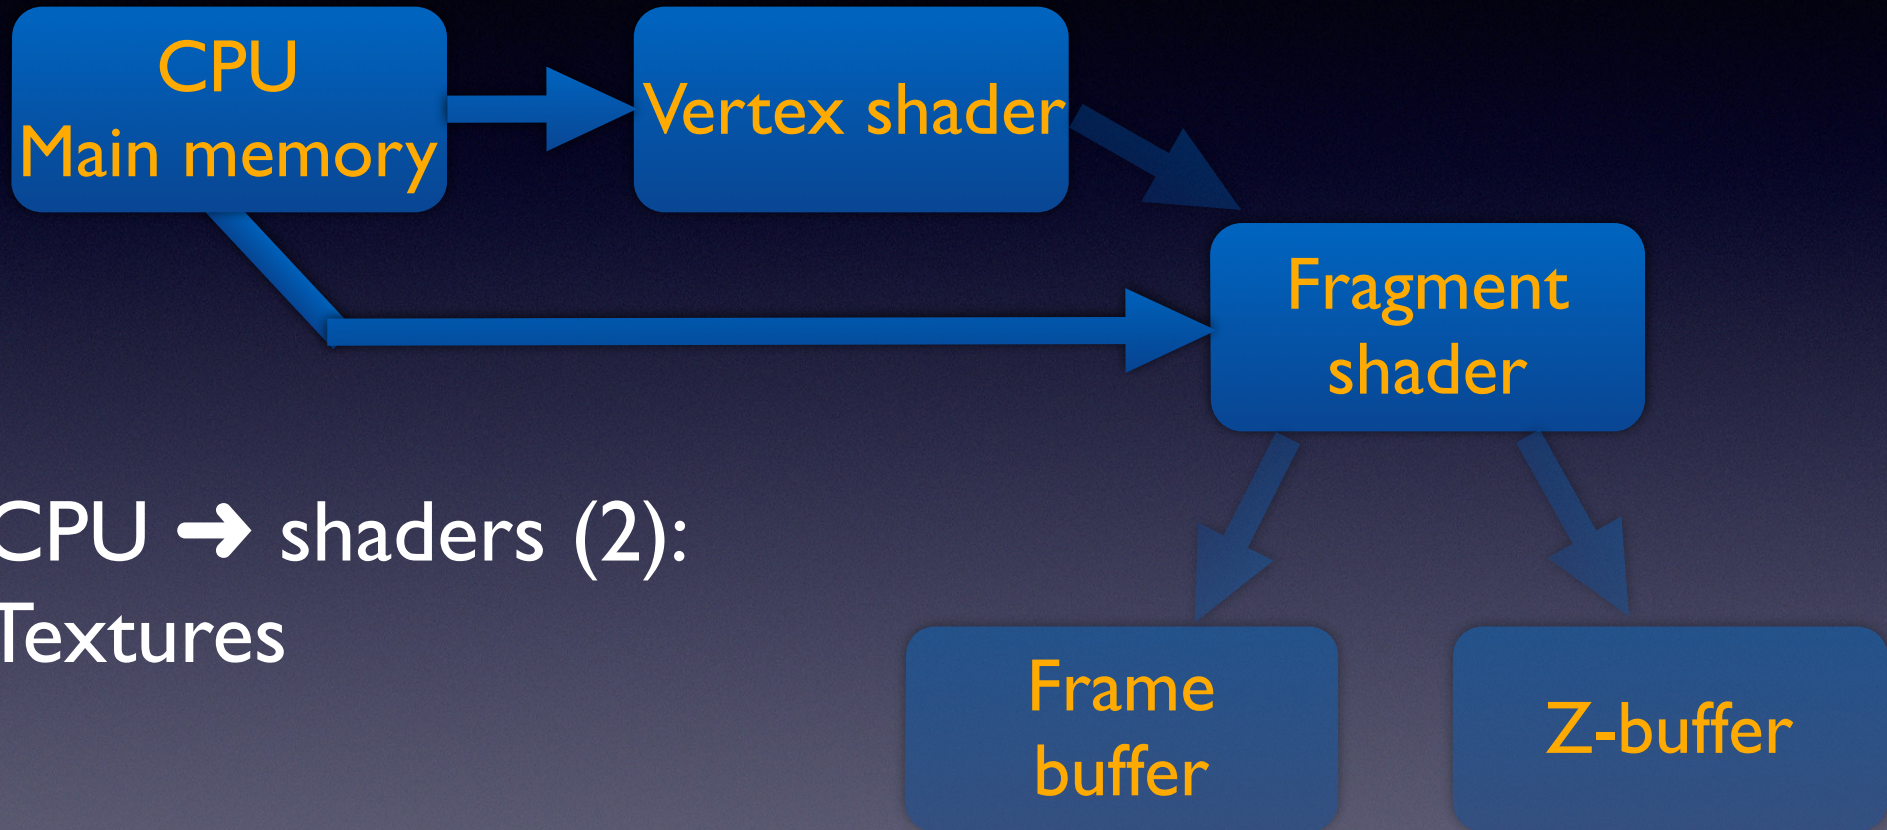 CPU
Main memory
Vertex shader
Fragment
shader
CPU ➜ shaders (2):
Textures
Frame
buffer
Z-buffer